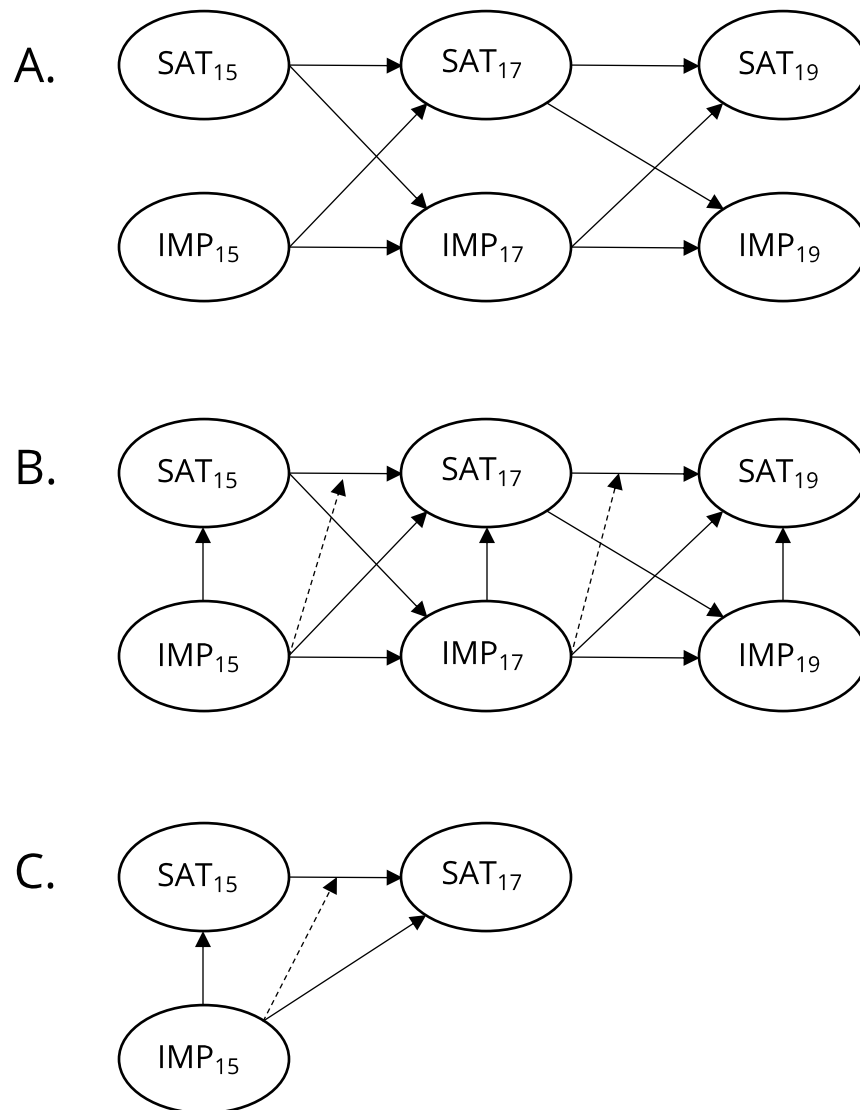 A.
SAT₁₅ SAT₁₇ SAT₁₉
IMP₁₅ IMP₁₇ IMP₁₉
B.
SAT₁₅ SAT₁₇ SAT₁₉
IMP₁₅ IMP₁₇ IMP₁₉
C.
SAT₁₅ SAT₁₇
IMP₁₅